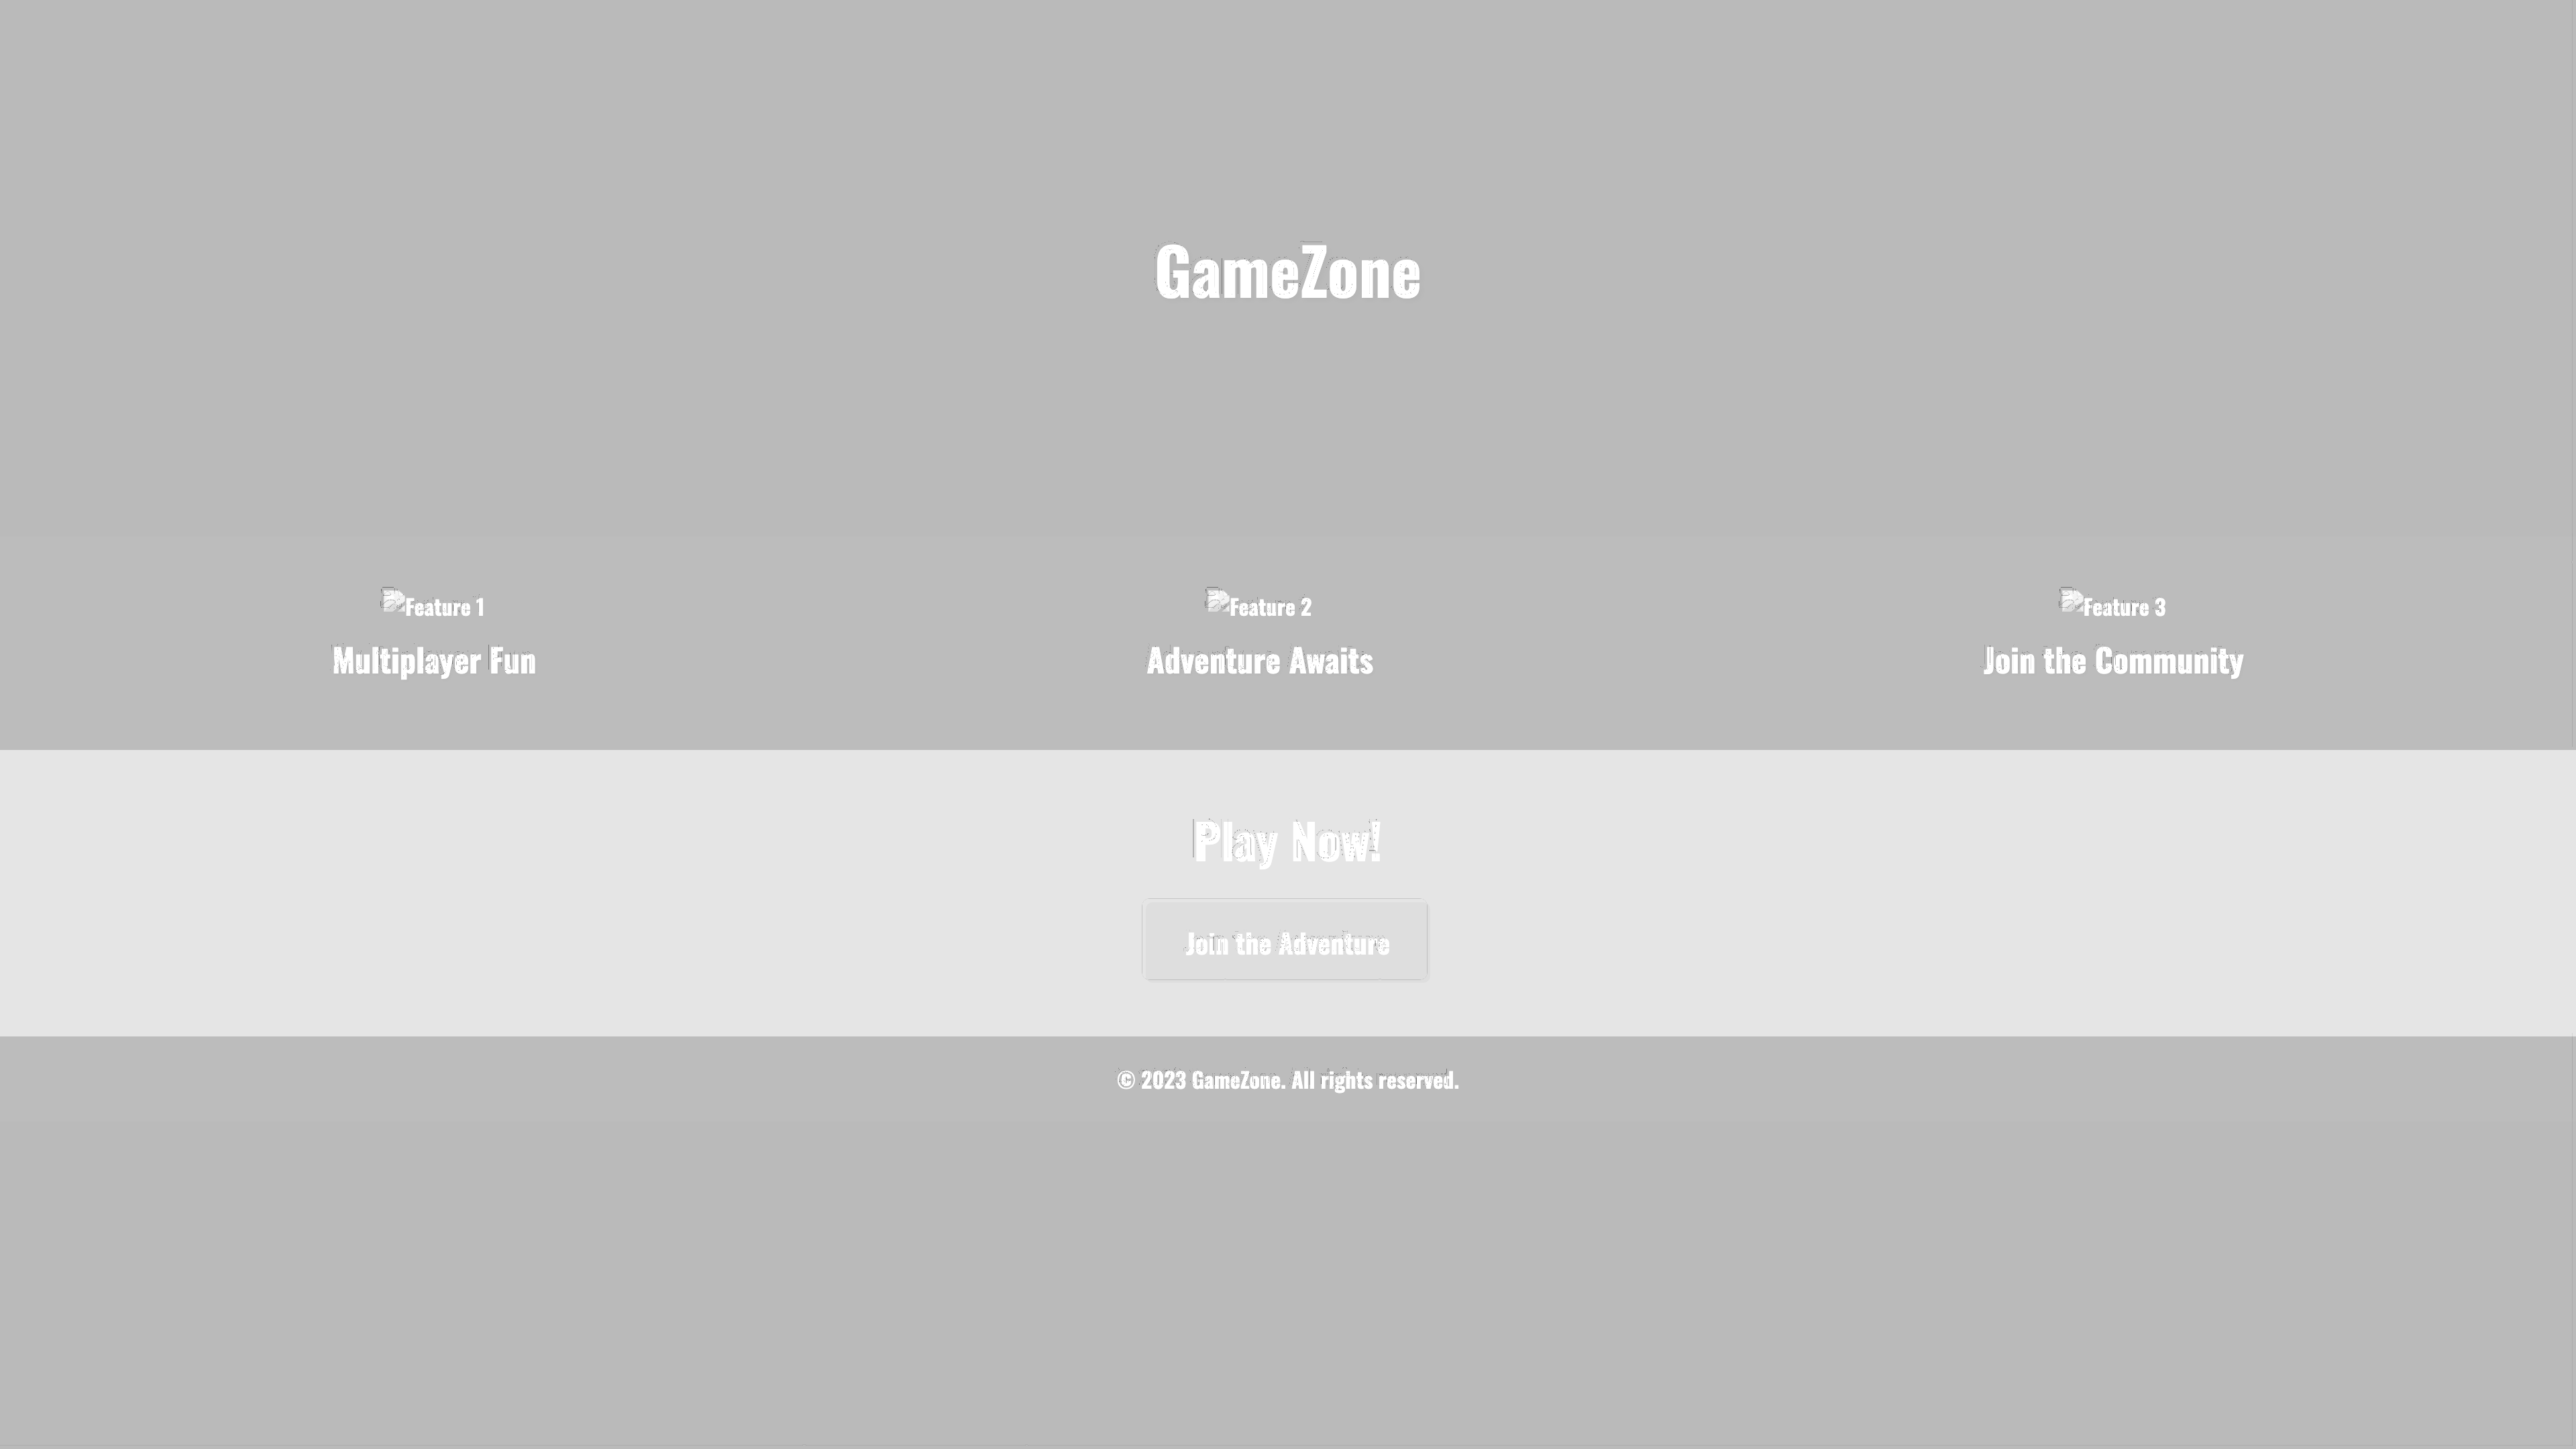 GameZone
Feature 1
Feature 2
Feature 3
Multiplayer Fun
Adventure Awaits
Join the Community
Play Now!
Join the Adventure
© 2023 GameZone. All rights reserved.